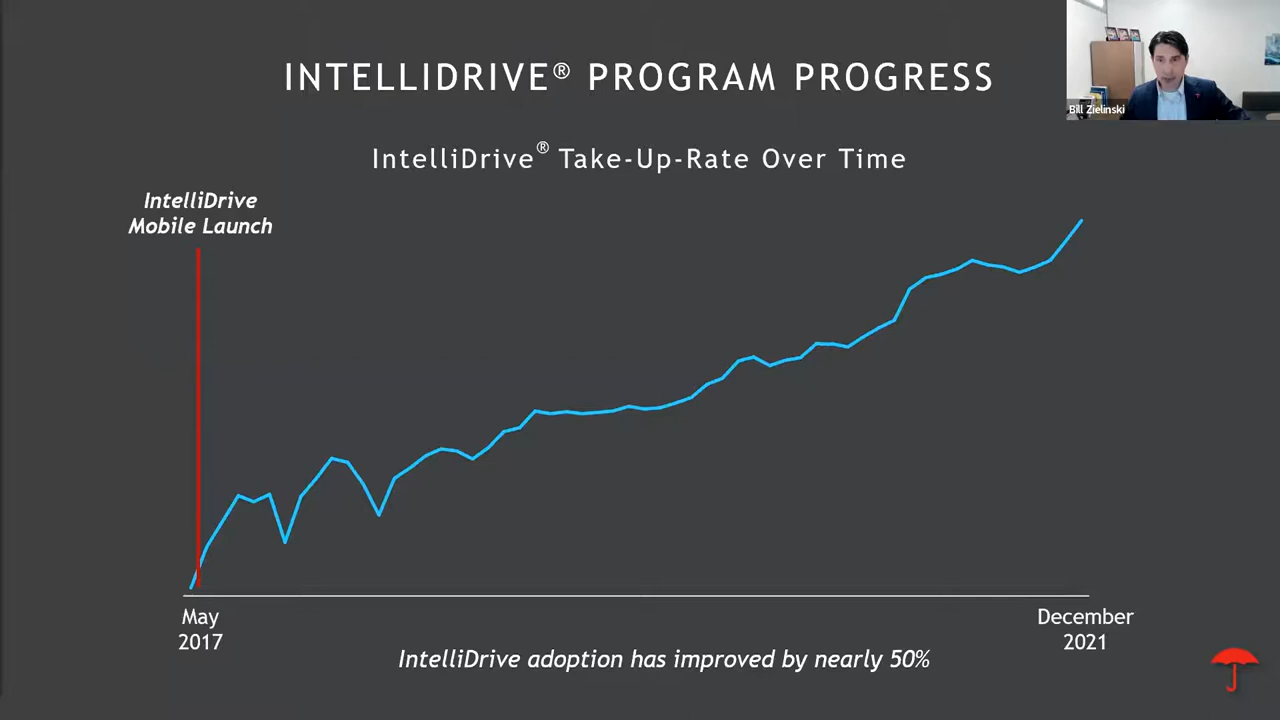 INTELLIDRIVE® PROGRAM PROGRESS
Bill Zielinski
IntelliDrive® Take-Up-Rate Over Time
IntelliDrive
Mobile Launch
May
2017
December
2021
IntelliDrive adoption has improved by nearly 50%